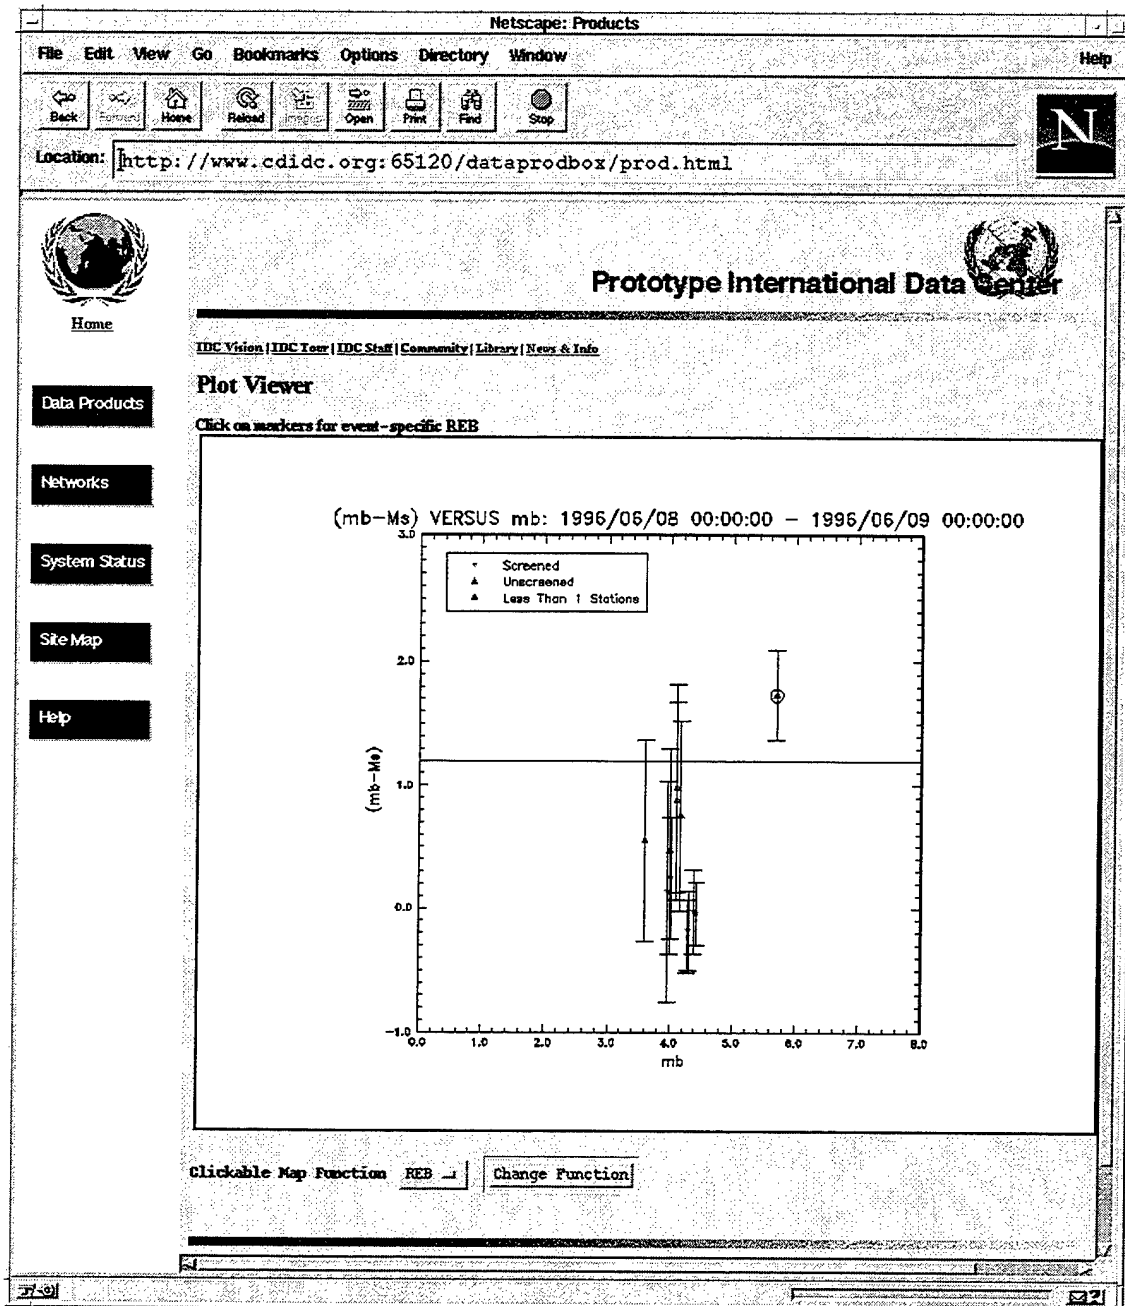 Netscape: Products
File Edit View Go Bookmarks Options Directory Window Help
Back Forward Home Reload Images Open Print Find Stop
N
Location: http://www.cdidc.org:65120/dataprodbox/prod.html
Prototype International Data Center
Home
IDC Vision | IDC Tour | IDC Staff | Community | Library | News & Info
Plot Viewer
Data Products
Click on markers for event-specific REB
Networks
System Status
Site Map
Help
(mb-Ms) VERSUS mb: 1996/06/08 00:00:00 - 1996/06/09 00:00:00
Screened
Unscreened
Less Than 1 Stations
3.0
2.0
1.0
0.0
-1.0
(mb-Ms)
0.0 1.0 2.0 3.0 4.0 5.0 6.0 7.0 8.0
mb
Clickable Map Function REB Change Function